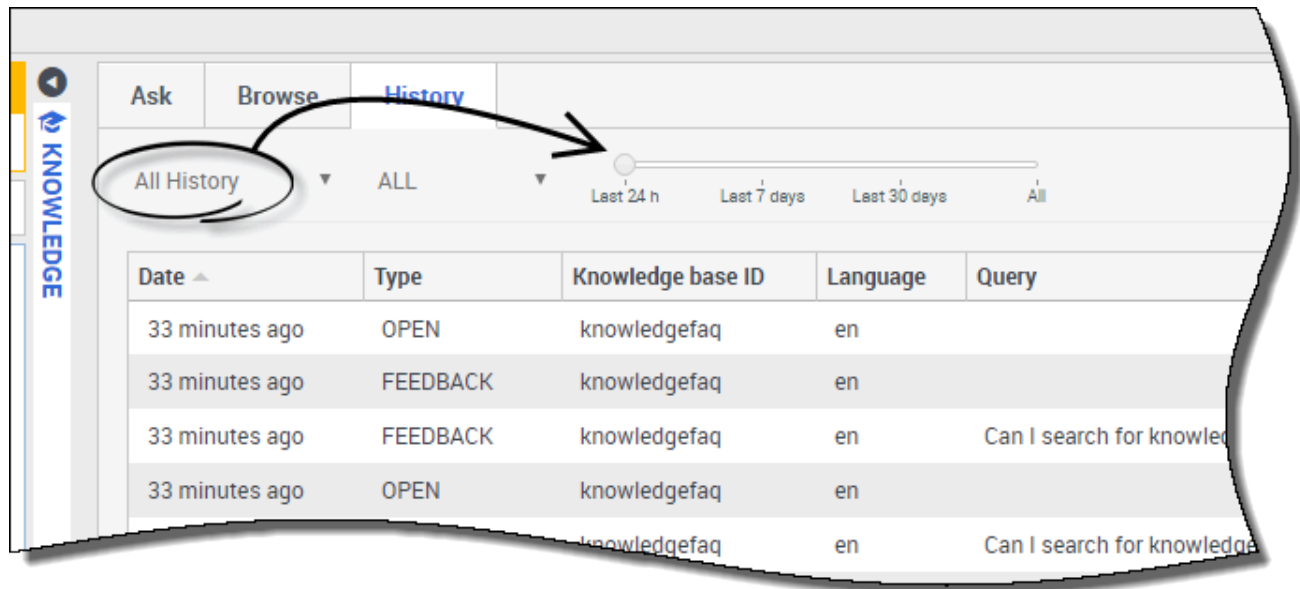 KNOWLEDGE
Ask Browse History
All History ALL
Last 24 h Last 7 days Last 30 days All
Date Type Knowledge base ID Language Query
33 minutes ago OPEN knowledgefaq en
33 minutes ago FEEDBACK knowledgefaq en
33 minutes ago FEEDBACK knowledgefaq en Can I search for
33 minutes ago OPEN knowledgefaq en
knowledgefaq en Can I search for knowledge